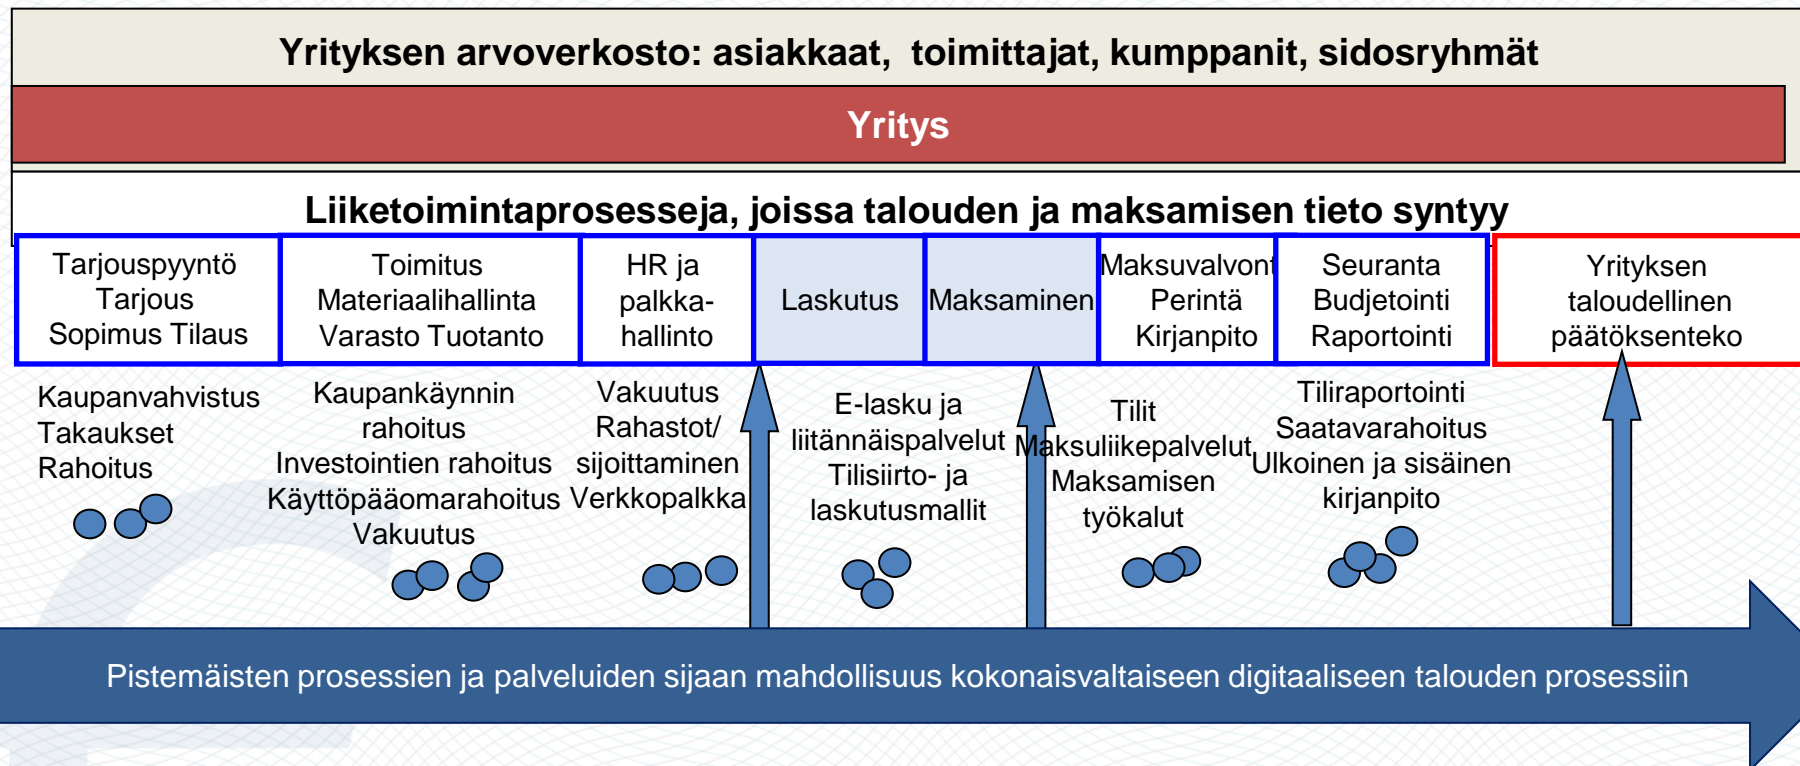 Yrityksen arvoverkosto: asiakkaat, toimittajat, kumppanit, sidosryhmät
Yritys
Liiketoimintaprosesseja, joissa talouden ja maksamisen tieto syntyy
Tarjouspyyntö
Tarjous
Sopimus Tilaus
Toimitus
Materiaalihallinta
Varasto Tuotanto
HR ja
palkka-
hallinto
Laskutus
Maksaminen
Maksuvalvont
Perintä
Kirjanpito
Seuranta
Budjetointi
Raportointi
Yrityksen
taloudellinen
päätöksenteko
Kaupanvahvistus
Takaukset
Rahoitus
Kaupankäynnin
rahoitus
Investointien rahoitus
Käyttöpääomarahoitus
Vakuutus
Vakuutus
Rahastot/
sijoittaminen
Verkkopalkka
E-lasku ja
liitännäispalvelut
Tilisiirto- ja
laskutusmallit
Tilit
Maksuliikepalvelut
Maksamisen
työkalut
Tiliraportointi
Saatavarahoitus
Ulkoinen ja sisäinen
kirjanpito
Pistemäisten prosessien ja palveluiden sijaan mahdollisuus kokonaisvaltaiseen digitaaliseen talouden prosessiin